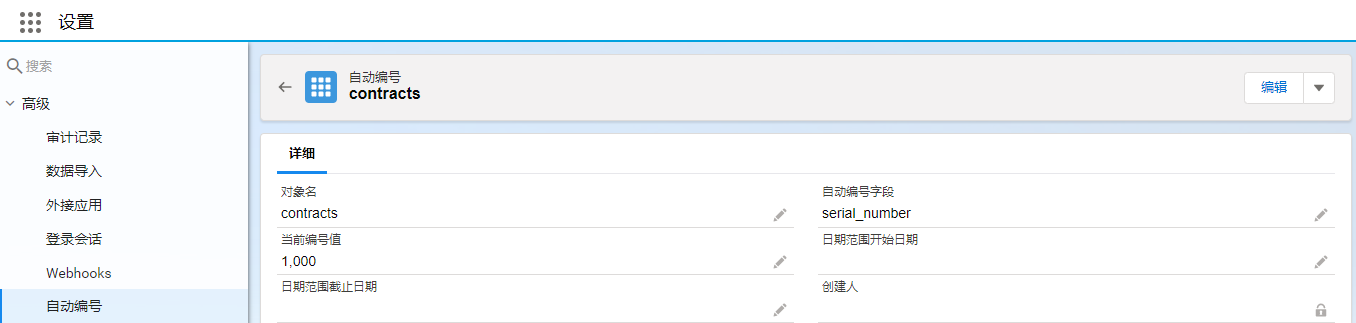 设置
搜索
高级
审计记录
数据导入
外接应用
登录会话
Webhooks
自动编号
自动编号
contracts
编辑
详细
对象名
contracts
自动编号字段
serial_number
当前编号值
1,000
日期范围开始日期
日期范围截止日期
创建人